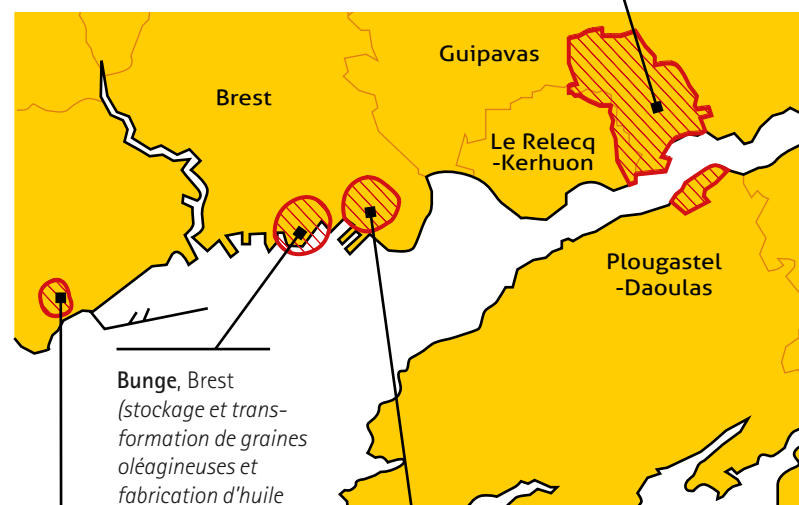 Guipavas
Brest
Le Relecq
-Kerhuon
Plougastel
-Daoulas
Bunge, Brest
(stockage et trans-
formation de graines
oléagineuses et
fabrication d'huile